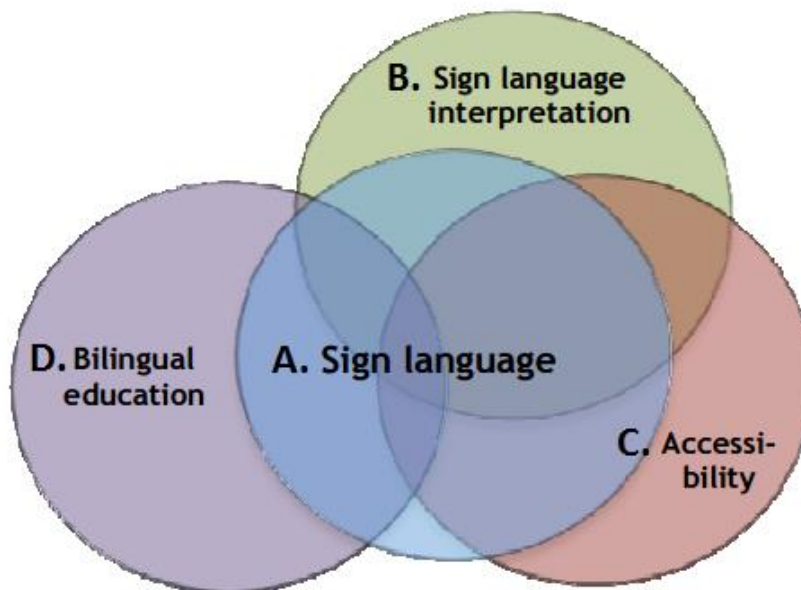 B. Sign language
interpretation
D. Bilingual
education
A. Sign language
C. Accessi-
bility